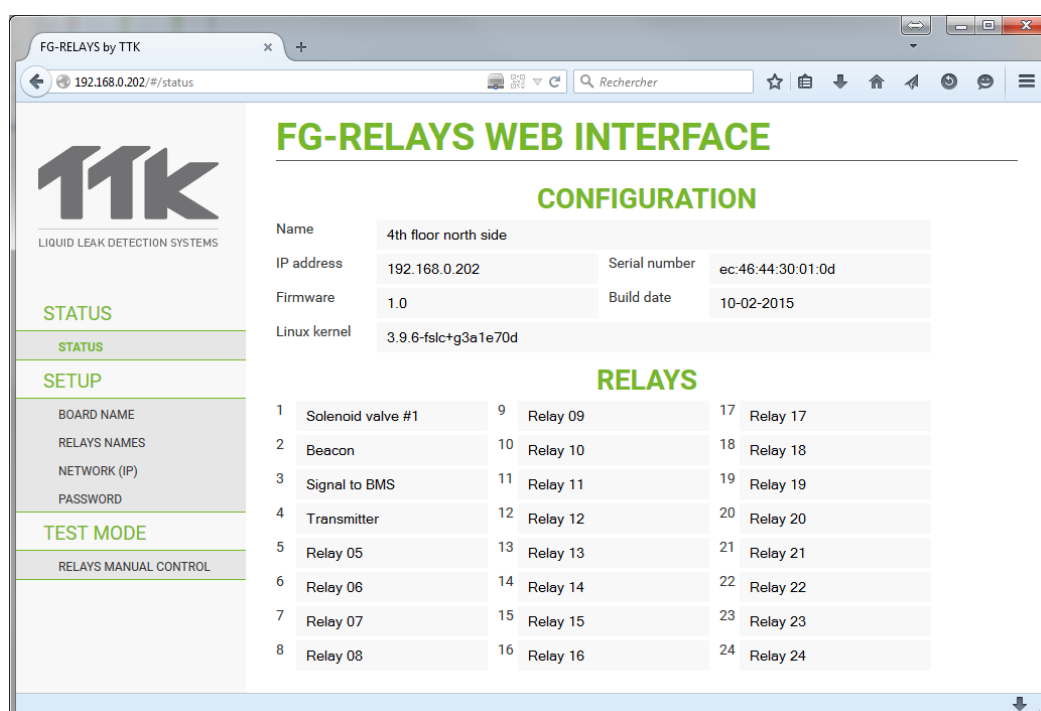 FG-RELAYS by TTK
192.168.0.202/#/status
Rechercher
TTK
LIQUID LEAK DETECTION SYSTEMS
STATUS
STATUS
SETUP
BOARD NAME
RELAYS NAMES
NETWORK (IP)
PASSWORD
TEST MODE
RELAYS MANUAL CONTROL
FG-RELAYS WEB INTERFACE
CONFIGURATION
Name 4th floor north side
IP address 192.168.0.202 Serial number ec:46:44:30:01:0d
Firmware 1.0 Build date 10-02-2015
Linux kernel 3.9.6-fslc+g3a1e70d
RELAYS
1 Solenoid valve #1 9 Relay 09 17 Relay 17
2 Beacon 10 Relay 10 18 Relay 18
3 Signal to BMS 11 Relay 11 19 Relay 19
4 Transmitter 12 Relay 12 20 Relay 20
5 Relay 05 13 Relay 13 21 Relay 21
6 Relay 06 14 Relay 14 22 Relay 22
7 Relay 07 15 Relay 15 23 Relay 23
8 Relay 08 16 Relay 16 24 Relay 24